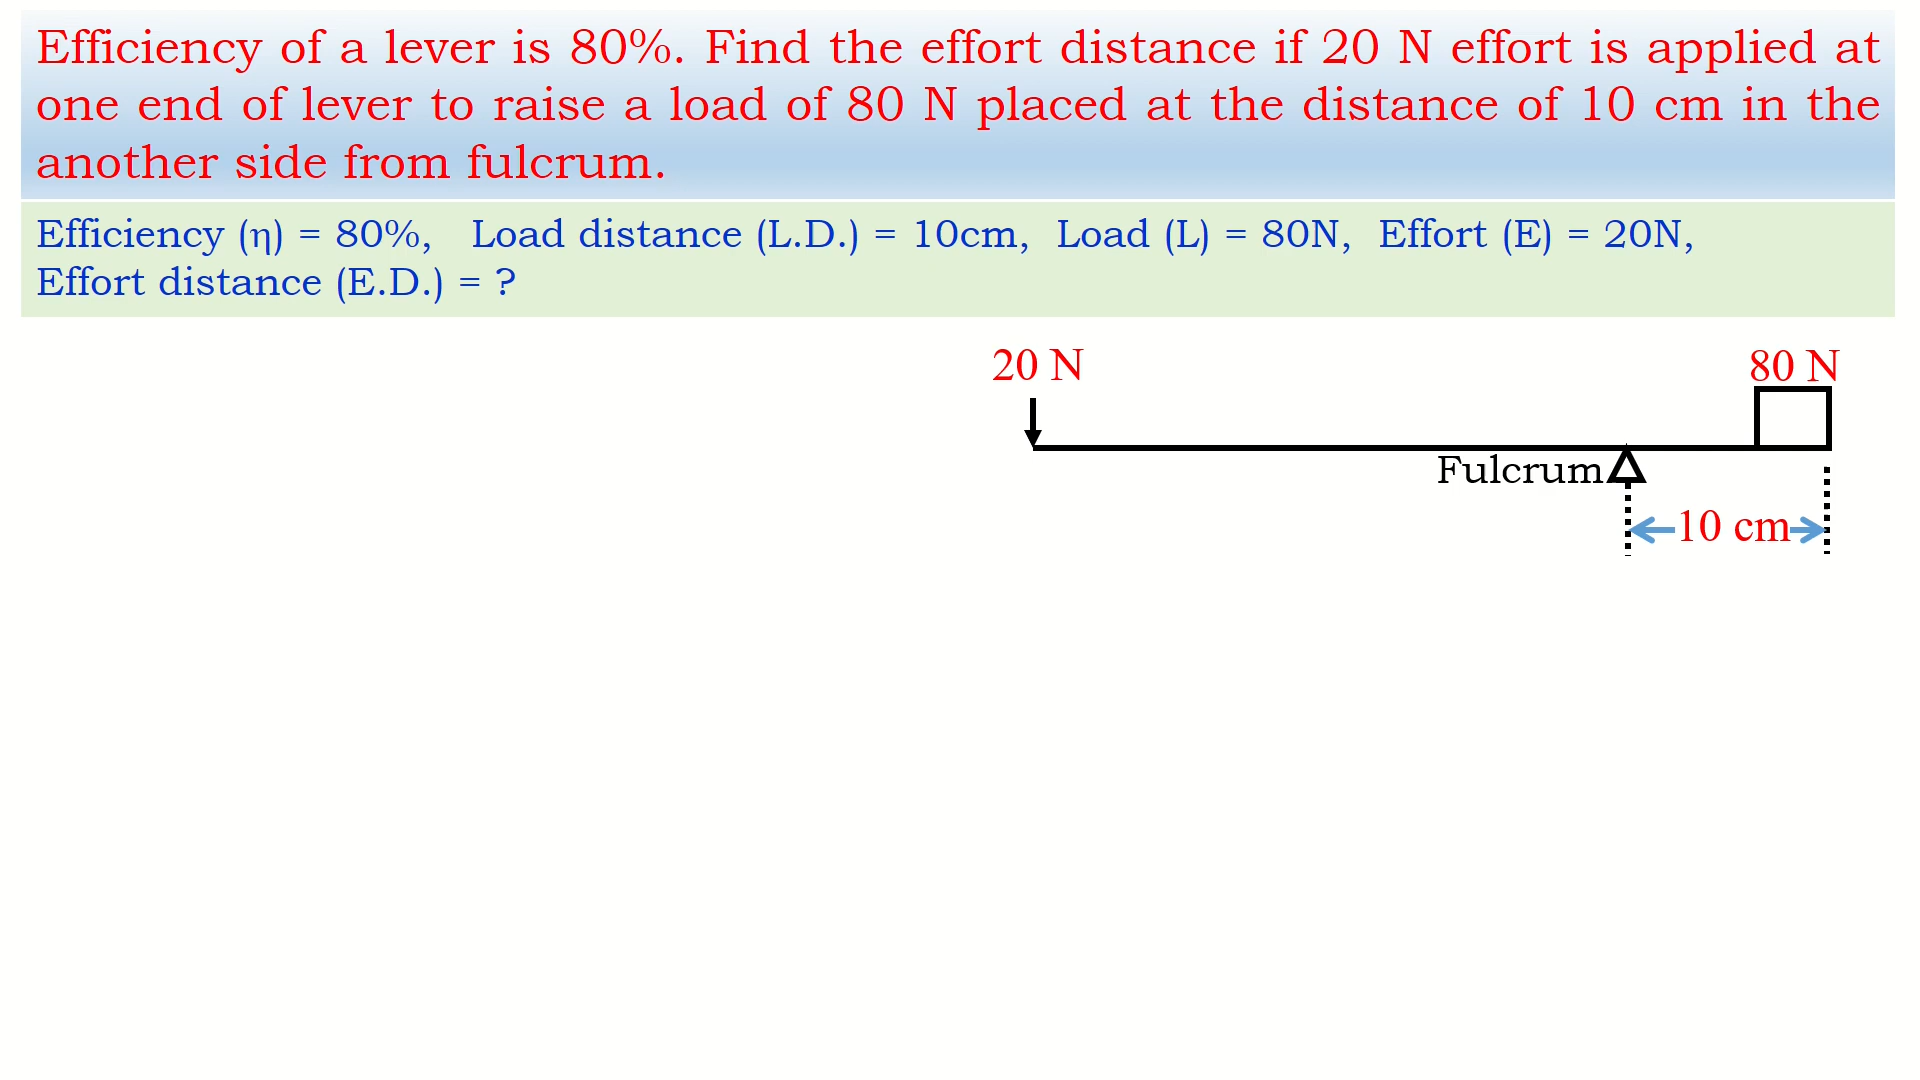 Efficiency of a lever is 80%. Find the effort distance if 20 N effort is applied at
one end of lever to raise a load of 80 N placed at the distance of 10 cm in the
another side from fulcrum.
Efficiency (η) = 80%, Load distance (L.D.) = 10cm, Load (L) = 80N, Effort (E) = 20N,
Effort distance (E.D.) = ?
20 N
80 N
Fulcrum
10 cm